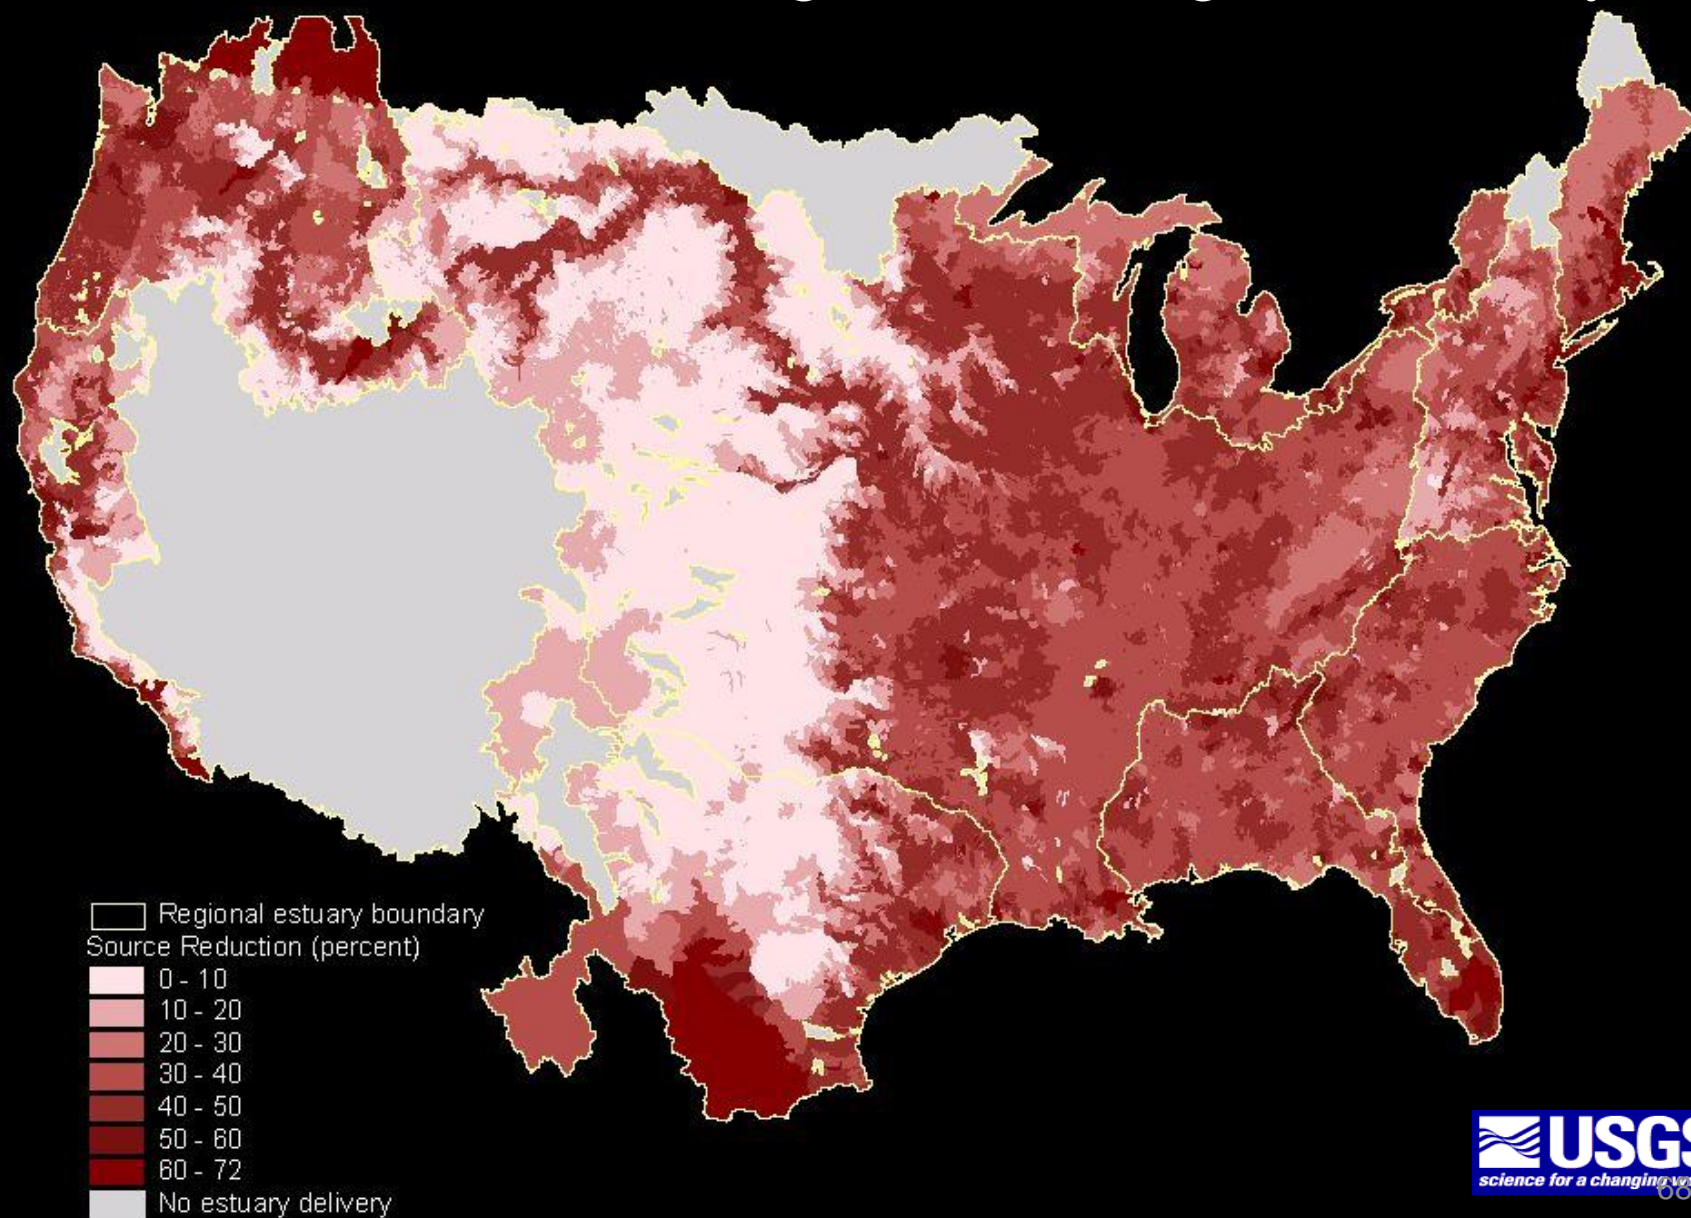 Regional estuary boundary
Source Reduction (percent)
0 - 10
10 - 20
20 - 30
30 - 40
40 - 50
50 - 60
60 - 72
No estuary delivery
USGS
science for a changing
68